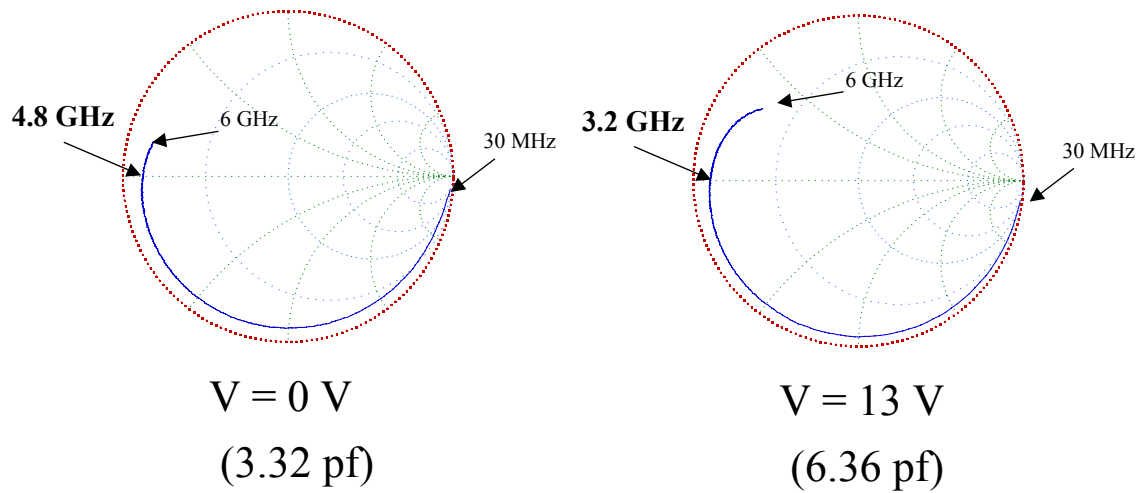 4.8 GHz
6 GHz
30 MHz
V = 0 V
(3.32 pf)
3.2 GHz
6 GHz
30 MHz
V = 13 V
(6.36 pf)